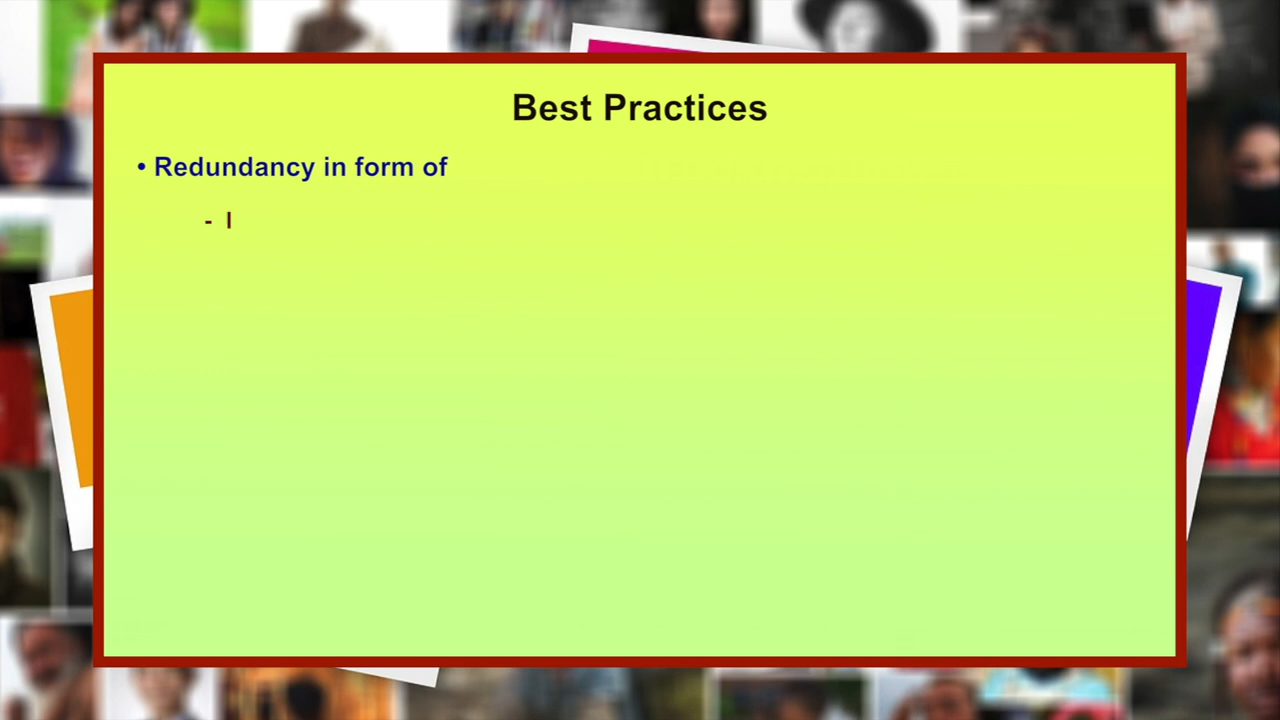 Best Practices
• Redundancy in form of
- I